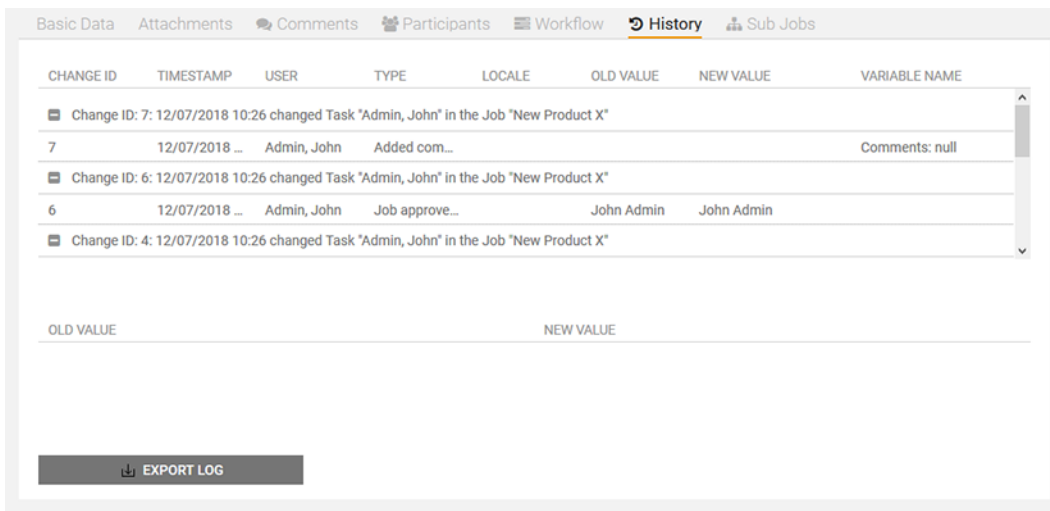 Basic Data Attachments Comments Participants Workflow History Sub Jobs
CHANGE ID TIMESTAMP USER TYPE LOCALE OLD VALUE NEW VALUE VARIABLE NAME
Change ID: 7: 12/07/2018 10:26 changed Task "Admin, John" in the Job "New Product X"
7 12/07/2018 ... Admin, John Added com... Comments: null
Change ID: 6: 12/07/2018 10:26 changed Task "Admin, John" in the Job "New Product X"
6 12/07/2018 ... Admin, John Job approve... John Admin John Admin
Change ID: 4: 12/07/2018 10:26 changed Task "Admin, John" in the Job "New Product X"
OLD VALUE NEW VALUE
EXPORT LOG